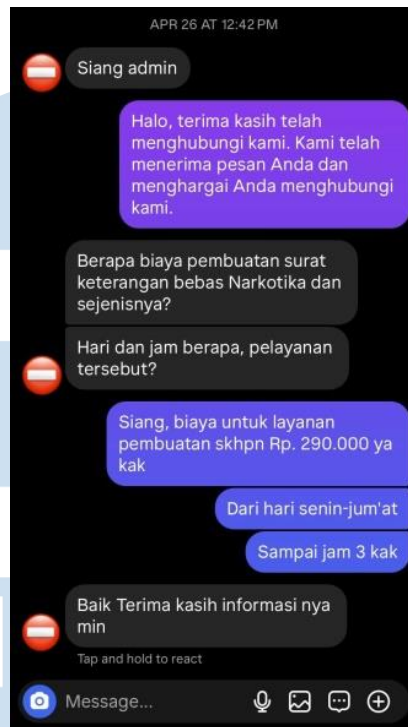 APR 26 AT 12:42 PM
Siang admin
Halo, terima kasih telah
menghubungi kami. Kami telah
menerima pesan Anda dan
menghargai Anda menghubungi
kami.
Berapa biaya pembuatan surat
keterangan bebas Narkotika dan
sejenisnya?
Hari dan jam berapa, pelayanan
tersebut?
Siang, biaya untuk layanan
pembuatan skhpn Rp. 290.000 ya
kak
Dari hari senin-jum'at
Sampai jam 3 kak
Baik Terima kasih informasi nya
min
Tap and hold to react
Message...